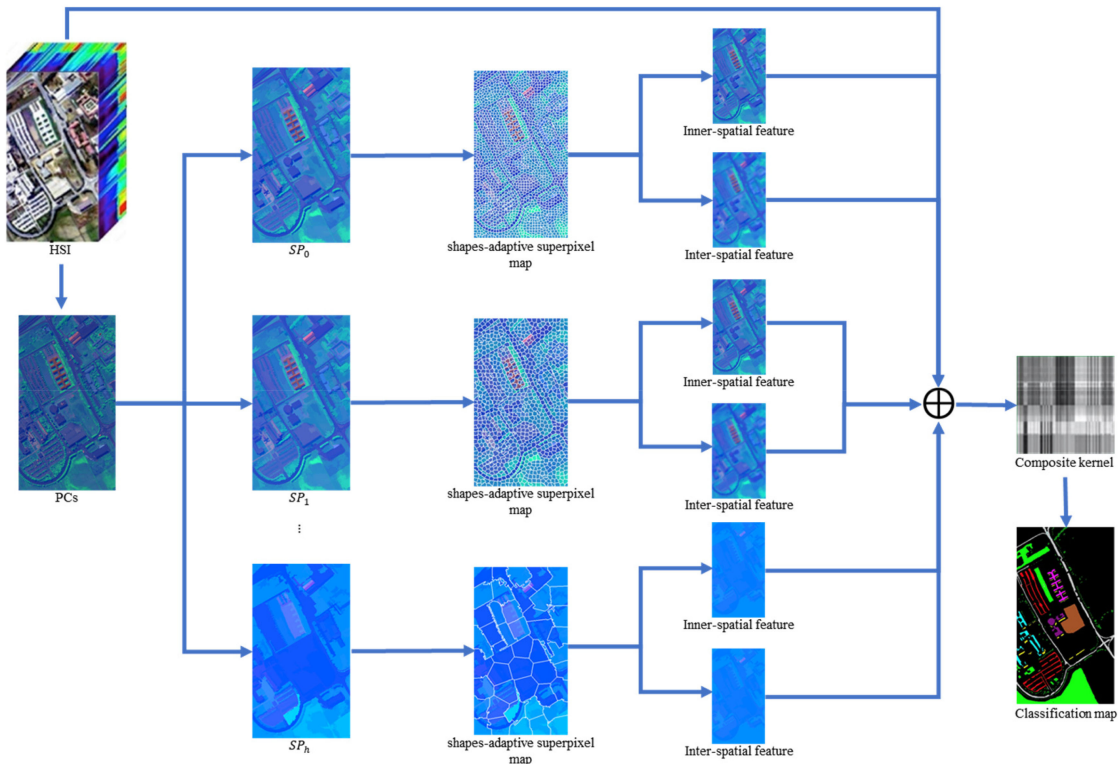 HSI
PCs
SP₀
shapes-adaptive superpixel
map
Inner-spatial feature
Inter-spatial feature
SP₁
⋮
shapes-adaptive superpixel
map
Inner-spatial feature
Inter-spatial feature
SPₕ
shapes-adaptive superpixel
map
Inner-spatial feature
Inter-spatial feature
Composite kernel
Classification map